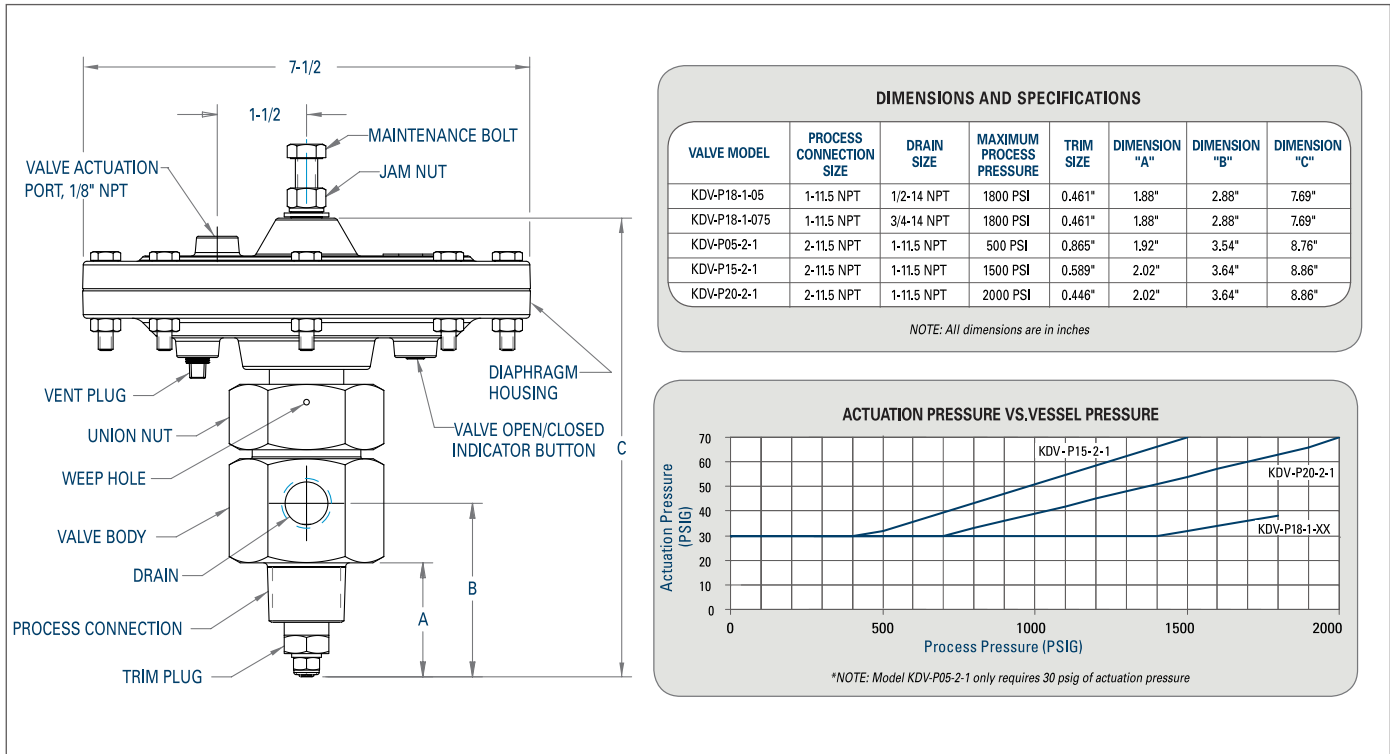 7-1/2
1-1/2
MAINTENANCE BOLT
JAM NUT
VALVE ACTUATION
PORT, 1/8" NPT
VENT PLUG
UNION NUT
WEEP HOLE
VALVE BODY
DRAIN
PROCESS CONNECTION
TRIM PLUG
DIAPHRAGM
HOUSING
VALVE OPEN/CLOSED
INDICATOR BUTTON
A
B
C
DIMENSIONS AND SPECIFICATIONS
VALVE MODEL PROCESS CONNECTION SIZE DRAIN SIZE MAXIMUM PROCESS PRESSURE TRIM SIZE DIMENSION "A" DIMENSION "B" DIMENSION "C"
KDV-P18-1-05 1-11.5 NPT 1/2-14 NPT 1800 PSI 0.461" 1.88" 2.88" 7.69"
KDV-P18-1-075 1-11.5 NPT 3/4-14 NPT 1800 PSI 0.461" 1.88" 2.88" 7.69"
KDV-P05-2-1 2-11.5 NPT 1-11.5 NPT 500 PSI 0.865" 1.92" 3.54" 8.76"
KDV-P15-2-1 2-11.5 NPT 1-11.5 NPT 1500 PSI 0.589" 2.02" 3.64" 8.86"
KDV-P20-2-1 2-11.5 NPT 1-11.5 NPT 2000 PSI 0.446" 2.02" 3.64" 8.86"
NOTE: All dimensions are in inches
ACTUATION PRESSURE VS.VESSEL PRESSURE
Actuation Pressure
(PSIG)
70
60
50
40
30
20
10
0
KDV-P15-2-1
KDV-P20-2-1
KDV-P18-1-XX
0 500 1000 1500 2000
Process Pressure (PSIG)
*NOTE: Model KDV-P05-2-1 only requires 30 psig of actuation pressure